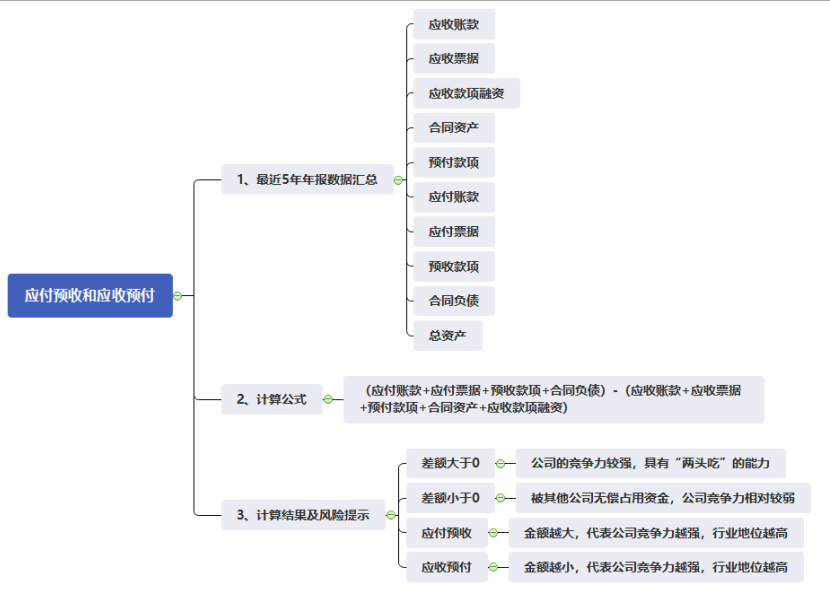 应付预收和应收预付
1、最近5年年报数据汇总
应收账款
应收票据
应收款项融资
合同资产
预付款项
应付账款
应付票据
预收款项
合同负债
总资产
2、计算公式
（应付账款+应付票据+预收款项+合同负债）-（应收账款+应收票据
+预付款项+合同资产+应收款项融资）
3、计算结果及风险提示
差额大于0
公司的竞争力较强，具有“两头吃”的能力
差额小于0
被其他公司无偿占用资金，公司竞争力相对较弱
应付预收
金额越大，代表公司竞争力越强，行业地位越高
应收预付
金额越小，代表公司竞争力越强，行业地位越高